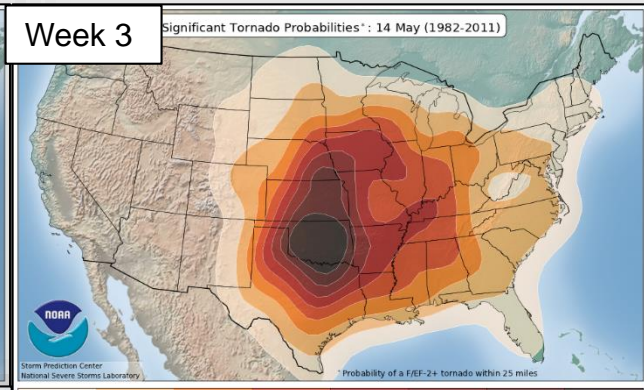 Week 3
Significant Tornado Probabilities*: 14 May (1982-2011)
NOAA
Storm Prediction Center
National Severe Storms Laboratory
*Probability of a F/EF-2+ tornado within 25 miles